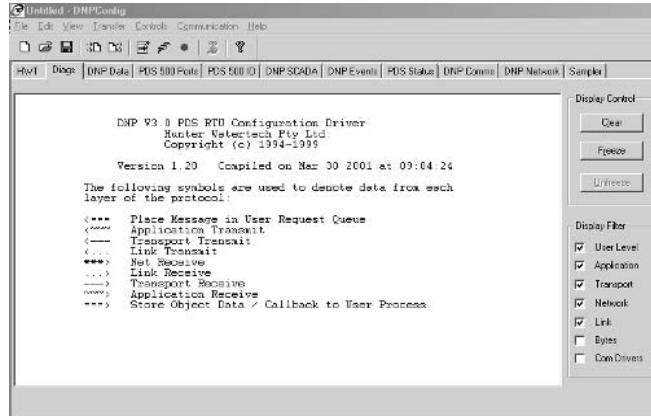 Untitled - DNPConfig
File Edit View Transfer Controls Communication Help
HWT Diags DNP Data PDS 500 Ports PDS 500 IO DNP SCADA DNP Events PDS Status DNP Comms DNP Network Sampler
DNP V3.0 PDS RTU Configuration Driver
Hunter Watertech Pty Ltd.
Copyright (c) 1994-1999
Version 1.20 Compiled on Mar 30 2001 at 09:04:24
The following symbols are used to denote data from each
layer of the protocol:
<=== Place Message in User Request Queue
<~~~ Application Transmit
<--- Transport Transmit
<... Link Transmit
***> Net Receive
...> Link Receive
---> Transport Receive
~~~> Application Receive
===> Store Object Data / Callback to User Process
Display Control
Clear
Freeze
Unfreeze
Display Filter
User Level
Application
Transport
Network
Link
Bytes
Com Drivers